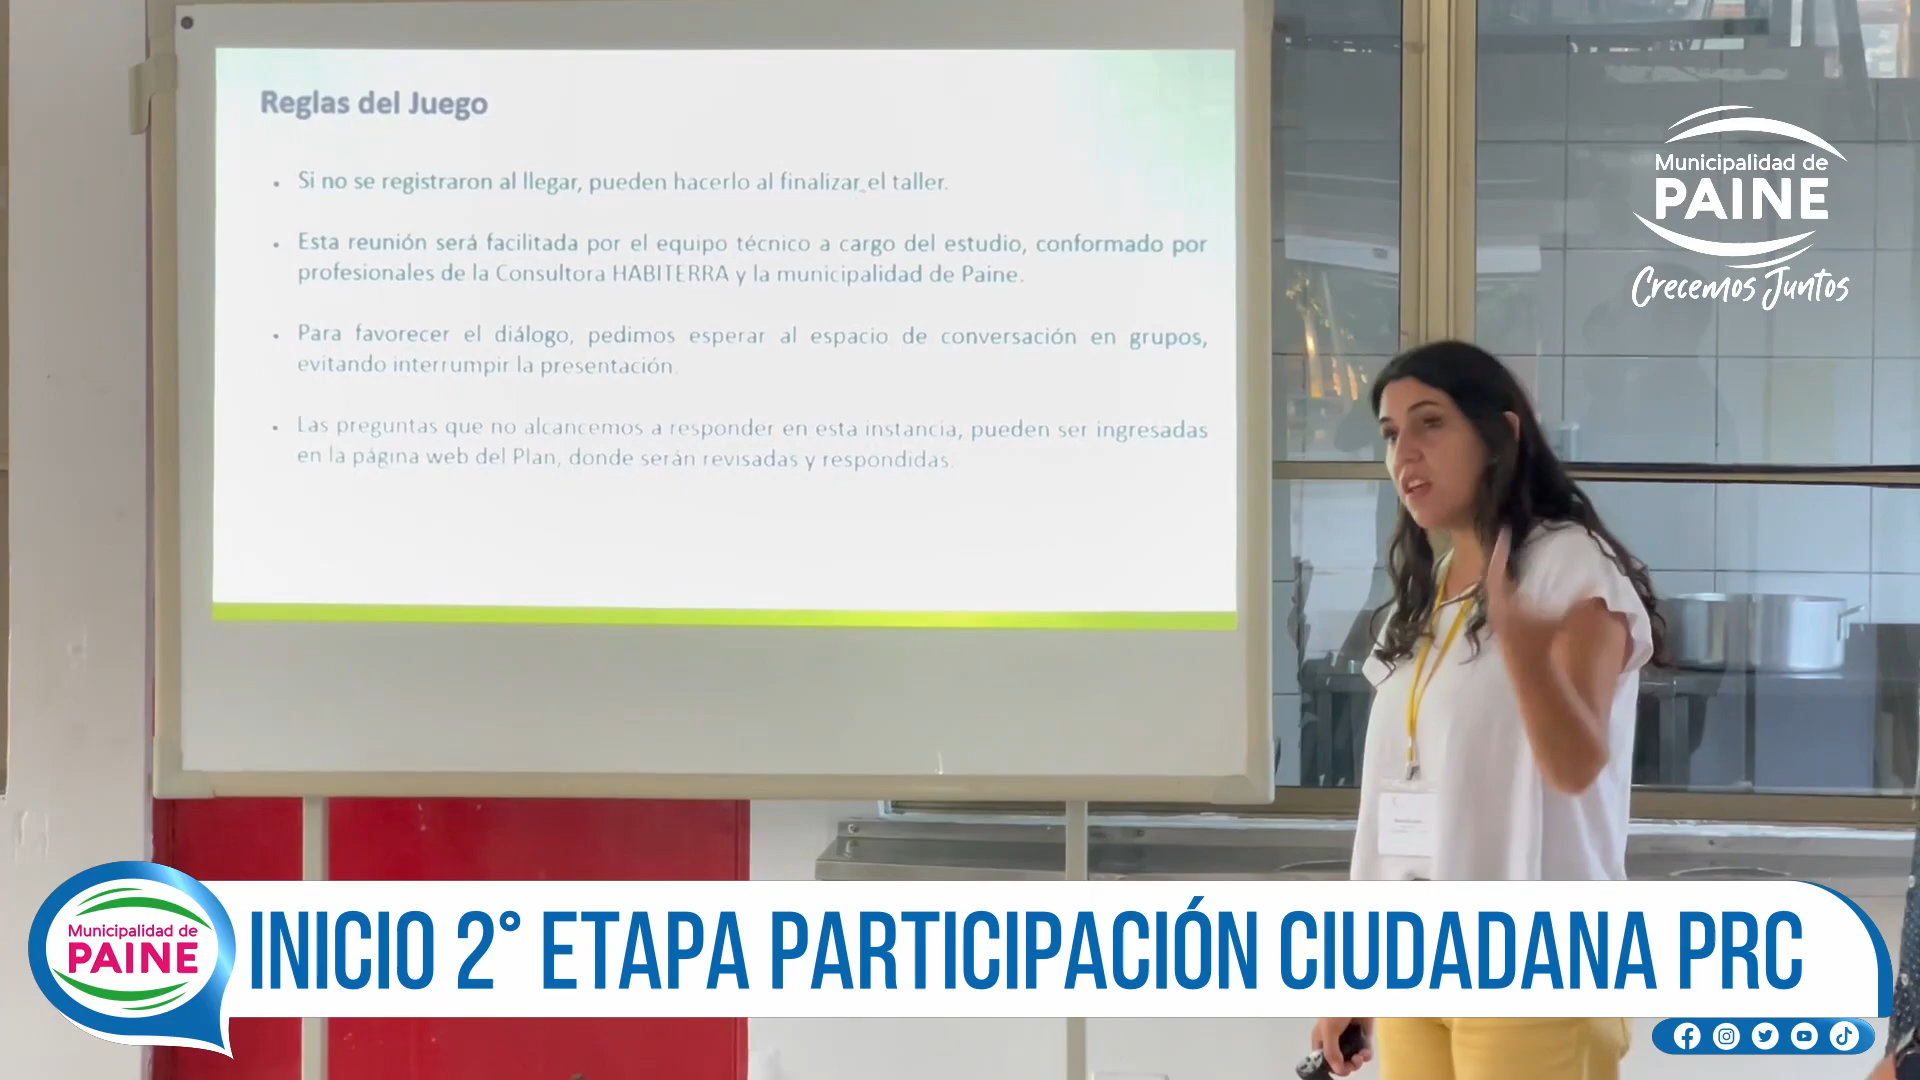 Reglas del Juego
Si no se registraron al llegar, pueden hacerlo al finalizar el taller.
Esta reunión será facilitada por el equipo técnico a cargo del estudio, conformado por
profesionales de la Consultora HABITERRA y la municipalidad de Paine.
Para favorecer el diálogo, pedimos esperar al espacio de conversación en grupos,
evitando interrumpir la presentación.
Las preguntas que no alcancemos a responder en esta instancia, pueden ser ingresadas
en la página web del Plan, donde serán revisadas y respondidas.
Municipalidad de
PAINE
Crecemos Juntos
Municipalidad de
PAINE
INICIO 2° ETAPA PARTICIPACIÓN CIUDADANA PRC